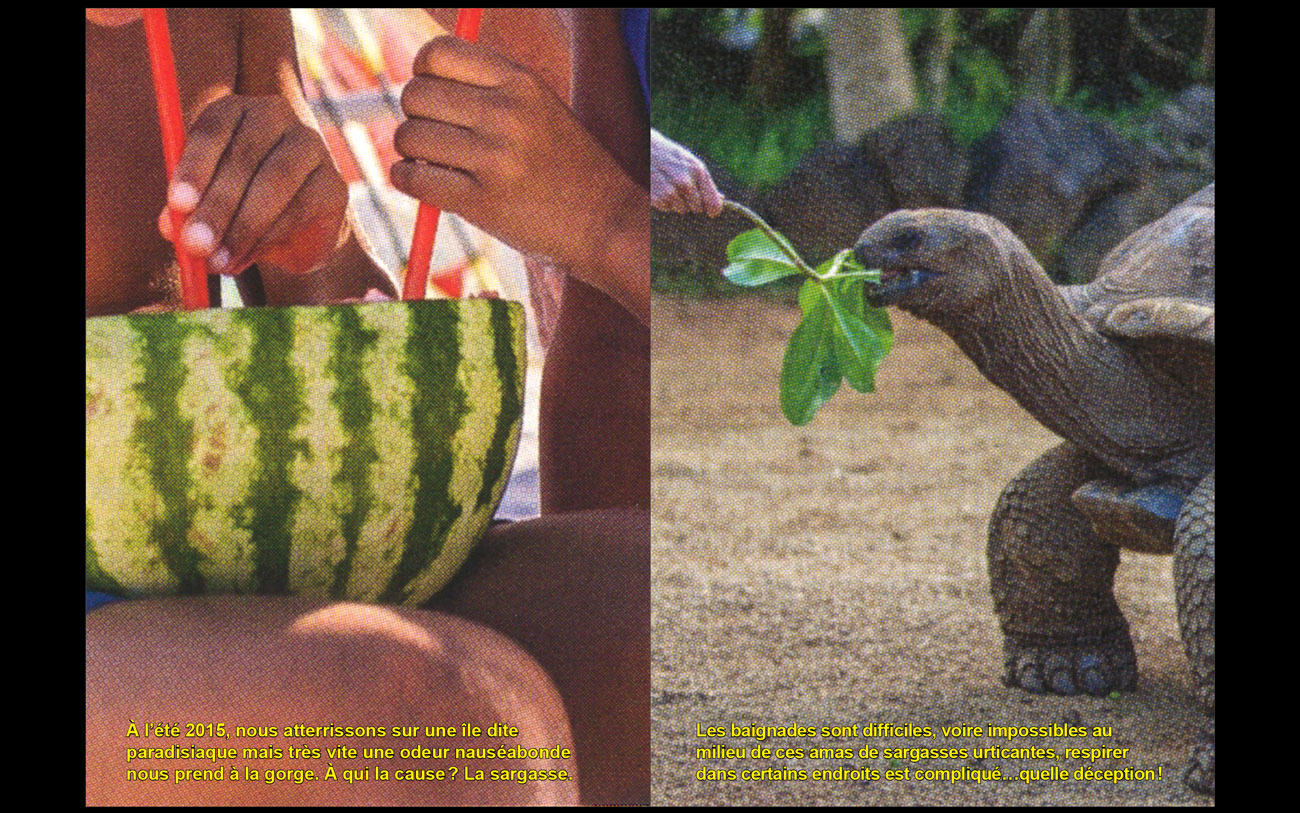 À l’été 2015, nous atterrissons sur une île dite
paradisiaque mais très vite une odeur nauséabonde
nous prend à la gorge. À qui la cause ? La sargasse.
Les baignades sont difficiles, voire impossibles au
milieu de ces amas de sargasses urticantes, respirer
dans certains endroits est compliqué…quelle déception !